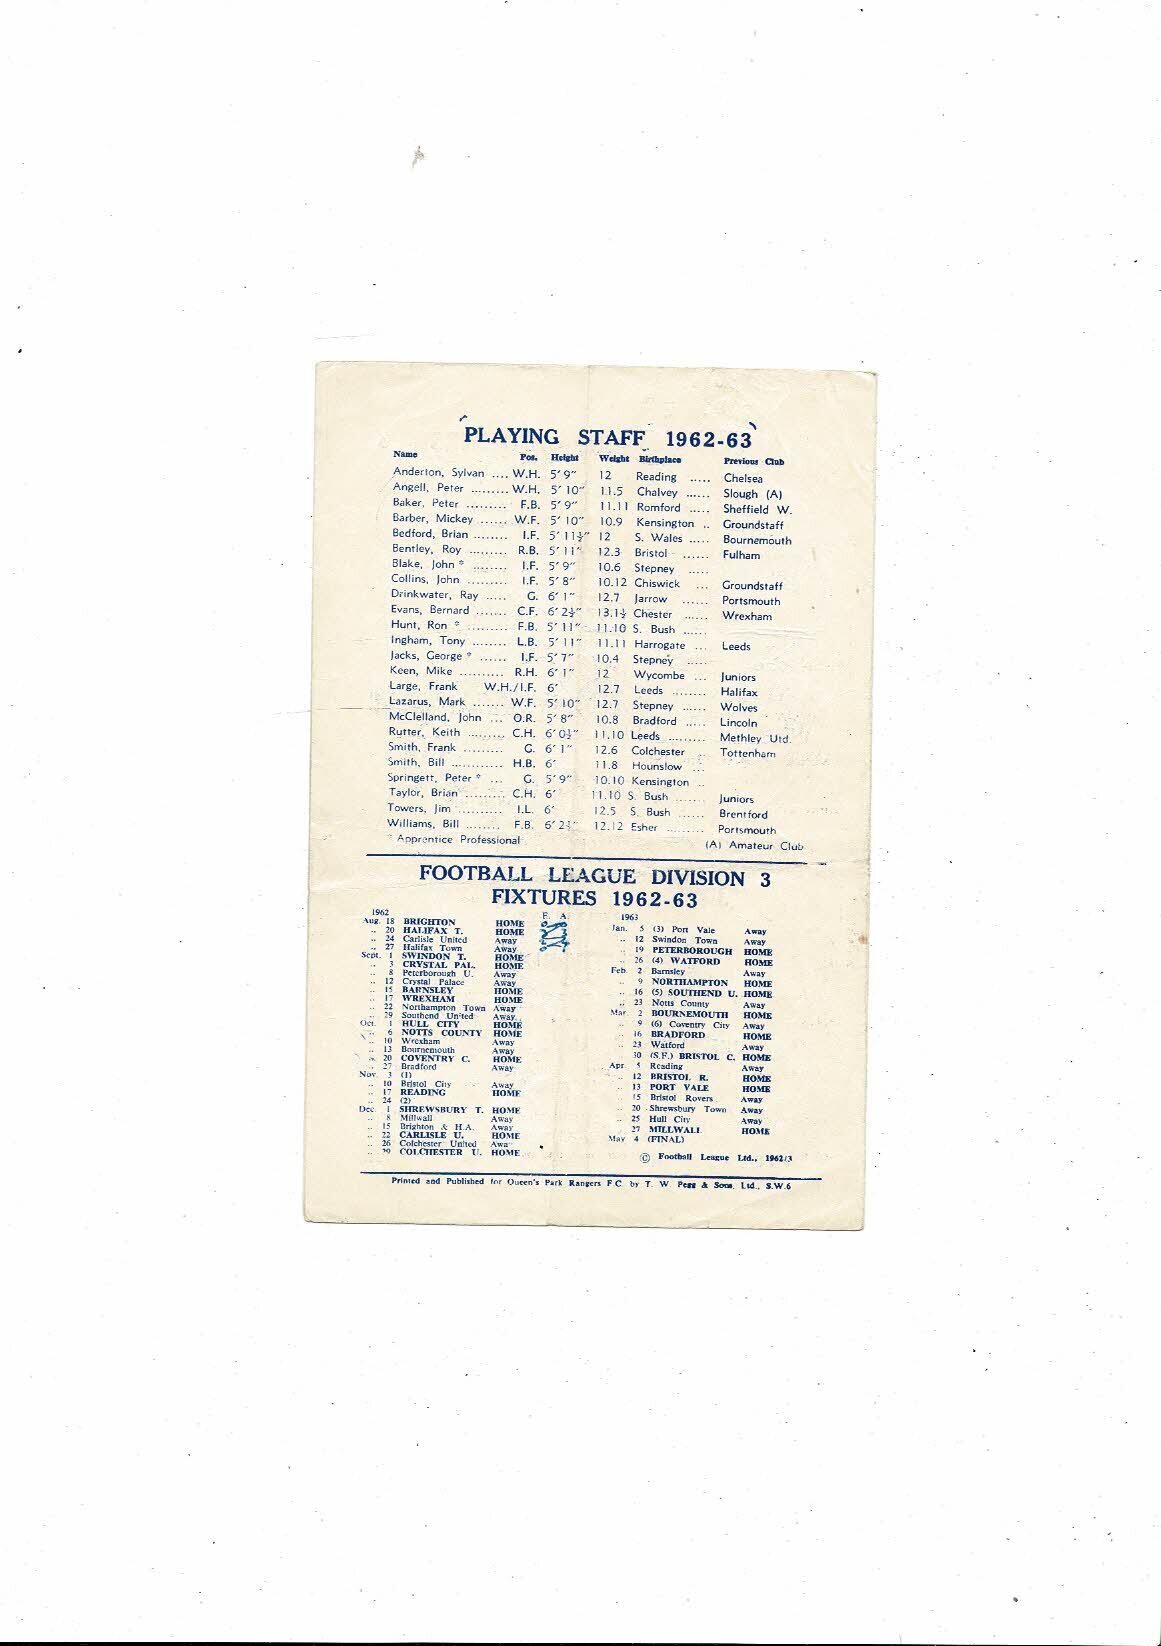 PLAYING STAFF 1962-63
Name Pos. Height Weight Birthplace Previous Club
Anderton, Sylvan .... W.H. 5' 9" 12 Reading ..... Chelsea
Angell, Peter ......... W.H. 5' 10" 11.5 Chalvey ...... Slough (A)
Baker, Peter ......... F.B. 5' 9" 11.11 Romford ..... Sheffield W.
Barber, Mickey ...... W.F. 5' 10" 10.9 Kensington .. Groundstaff
Bedford, Brian ........ I.F. 5' 11½" 12 S. Wales ..... Bournemouth
Bentley, Roy ......... R.B. 5' 11" 12.3 Bristol ...... Fulham
Blake, John * ........ I.F. 5' 9" 10.6 Stepney .....
Collins, John ......... I.F. 5' 8" 10.12 Chiswick ... Groundstaff
Drinkwater, Ray ..... G. 6' 1" 12.7 Jarrow ...... Portsmouth
Evans, Bernard ....... C.F. 6' 2½" 13.1½ Chester ...... Wrexham
Hunt, Ron * ......... F.B. 5' 11" 11.10 S. Bush ......
Ingham, Tony ........ L.B. 5' 11" 11.11 Harrogate ... Leeds
Jacks, George * ...... I.F. 5' 7" 10.4 Stepney .....
Keen, Mike .......... R.H. 6' 1" 12 Wycombe ... Juniors
Large, Frank W.H./I.F. 6' 12.7 Leeds ........ Halifax
Lazarus, Mark ....... W.F. 5' 10" 12.7 Stepney ...... Wolves
McClelland, John ... O.R. 5' 8" 10.8 Bradford ..... Lincoln
Rutter, Keith ......... C.H. 6' 0½" 11.10 Leeds ......... Methley Utd.
Smith, Frank ......... G. 6' 1" 12.6 Colchester .. Tottenham
Smith, Bill ............ H.B. 6' 11.8 Hounslow ...
Springett, Peter * ... G. 5' 9" 10.10 Kensington ..
Taylor, Brian ......... C.H. 6' 11.10 S. Bush ....... Juniors
Towers, Jim .......... I.L. 6' 12.5 S. Bush ...... Brentford
Williams, Bill ........ F.B. 6' 12.12 Esher ......... Portsmouth
* Apprentice Professional (A) Amateur Club
FOOTBALL LEAGUE DIVISION 3
FIXTURES 1962-63
1962 F. A.
Aug. 18 BRIGHTON HOME
.. 20 HALIFAX T. HOME
.. 24 Carlisle United Away
.. 27 Halifax Town Away
Sept. 1 SWINDON T. HOME
.. 3 CRYSTAL PAL. HOME
.. 8 Peterborough U. Away
.. 12 Crystal Palace Away
.. 15 BARNSLEY HOME
.. 17 WREXHAM HOME
.. 22 Northampton Town Away
.. 29 Southend United Away
Oct. 1 HULL CITY HOME
.. 6 NOTTS COUNTY HOME
.. 10 Wrexham Away
.. 13 Bournemouth Away
.. 20 COVENTRY C. HOME
.. 27 Bradford Away
Nov. 3 (1)
.. 10 Bristol City Away
.. 17 READING HOME
.. 24 (2)
Dec. 1 SHREWSBURY T. HOME
.. 8 Millwall Away
.. 15 Brighton & H.A. Away
.. 22 CARLISLE U. HOME
.. 26 Colchester United Awa
.. 29 COLCHESTER U. HOME
1963
Jan. 5 (3) Port Vale Away
.. 12 Swindon Town Away
.. 19 PETERBOROUGH HOME
.. 26 (4) WATFORD HOME
Feb. 2 Barnsley Away
.. 9 NORTHAMPTON HOME
.. 16 (5) SOUTHEND U. HOME
.. 23 Notts County Away
Mar. 2 BOURNEMOUTH HOME
.. 9 (6) Coventry City Away
.. 16 BRADFORD HOME
.. 23 Watford Away
30 (S.F.) BRISTOL C. HOME
Apr. 5 Reading Away
.. 12 BRISTOL R. HOME
.. 13 PORT VALE HOME
15 Bristol Rovers Away
.. 20 Shrewsbury Town Away
.. 25 Hull City Away
.. 27 MILLWALL HOME
May 4 (FINAL)
© Football League Ltd., 1962/3
Printed and Published for Queen's Park Rangers F.C. by T. W. Pegg & Sons, Ltd., S.W.6